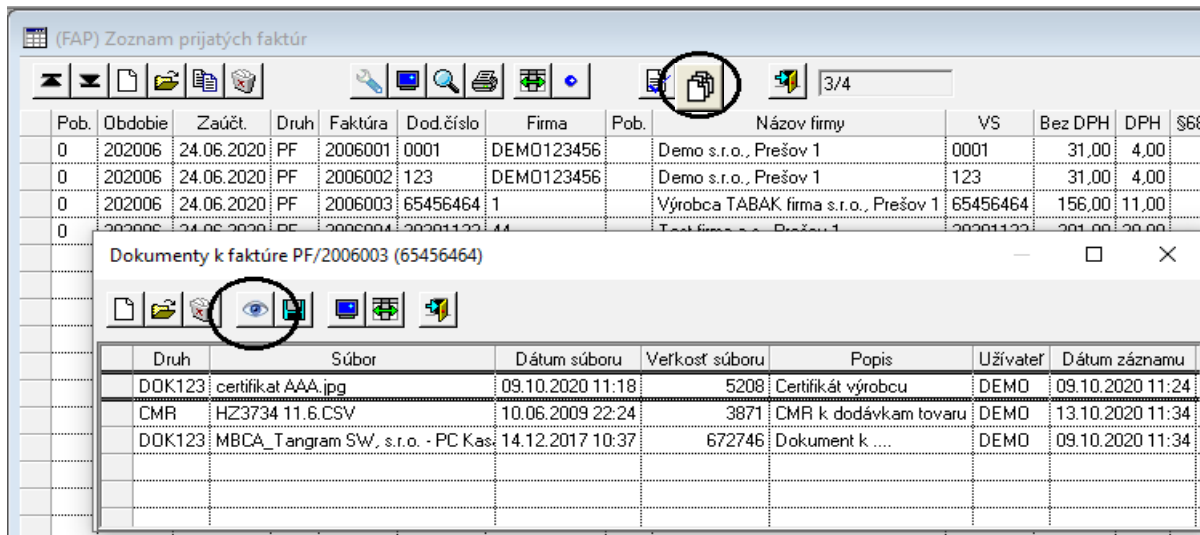 (FAP) Zoznam prijatých faktúr
3/4
Pob. Obdobie Zaúčt. Druh Faktúra Dod.číslo Firma Pob. Názov firmy VS Bez DPH DPH §68
0 202006 24.06.2020 PF 2006001 0001 DEMO123456 Demo s.r.o., Prešov 1 0001 31,00 4,00
0 202006 24.06.2020 PF 2006002 123 DEMO123456 Demo s.r.o., Prešov 1 123 31,00 4,00
0 202006 24.06.2020 PF 2006003 65456464 1 Výrobca TABAK firma s.r.o., Prešov 1 65456464 156,00 11,00
0 202006 24.06.2020 PF 2006004
Dokumenty k faktúre PF/2006003 (65456464)
Druh Súbor Dátum súboru Veľkosť súboru Popis Užívateľ Dátum záznamu
DOK123 certifikat AAA.jpg 09.10.2020 11:18 5208 Certifikát výrobcu DEMO 09.10.2020 11:24
CMR HZ3734 11.6.CSV 10.06.2009 22:24 3871 CMR k dodávkam tovaru DEMO 13.10.2020 11:34
DOK123 MBCA_Tangram SW, s.r.o. - PC Kas 14.12.2017 10:37 672746 Dokument k .... DEMO 09.10.2020 11:34